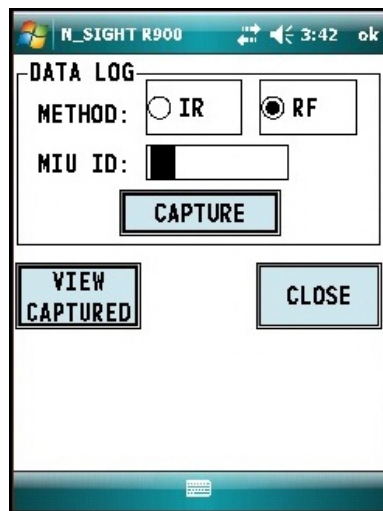 N_SIGHT R900 3:42 ok
DATA LOG
METHOD: IR RF
MIU ID:
CAPTURE
VIEW
CAPTURED
CLOSE